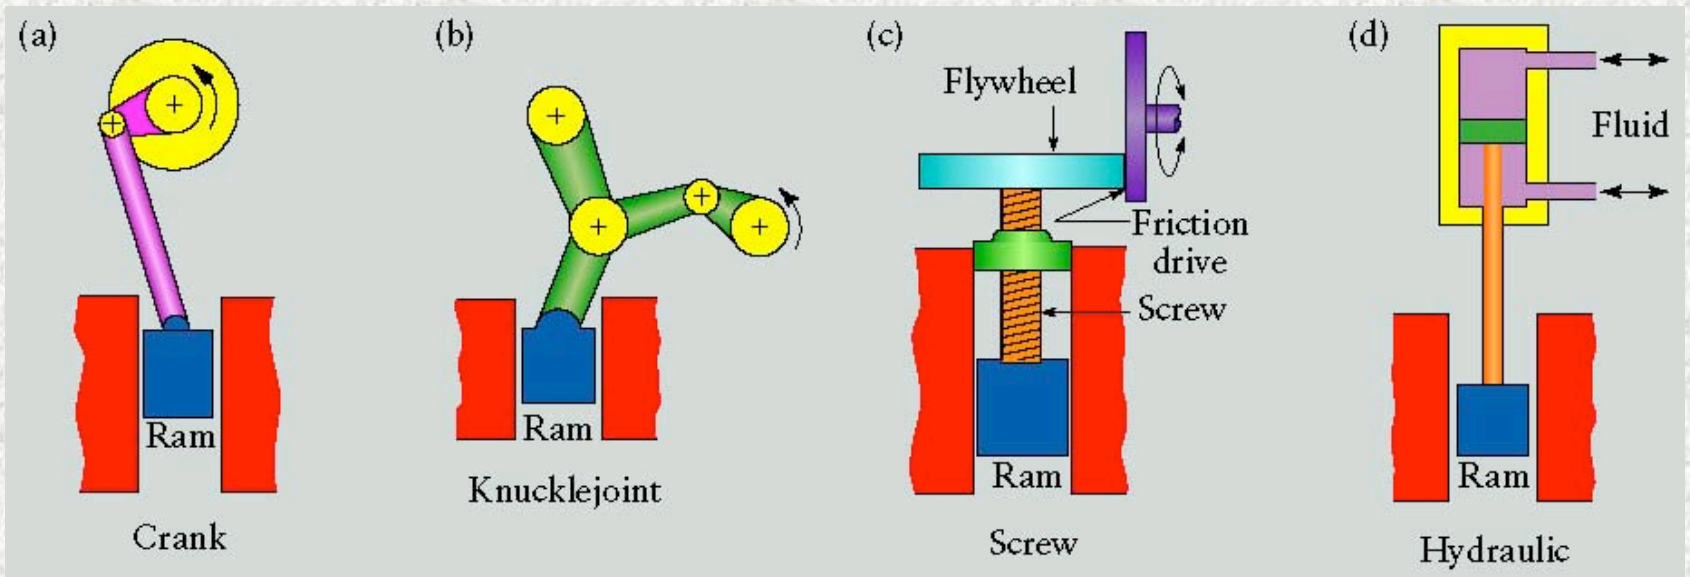 (a)
Ram
Crank
(b)
Ram
Knucklejoint
(c)
Flywheel
Friction
drive
Screw
Ram
Screw
(d)
Fluid
Ram
Hydraulic